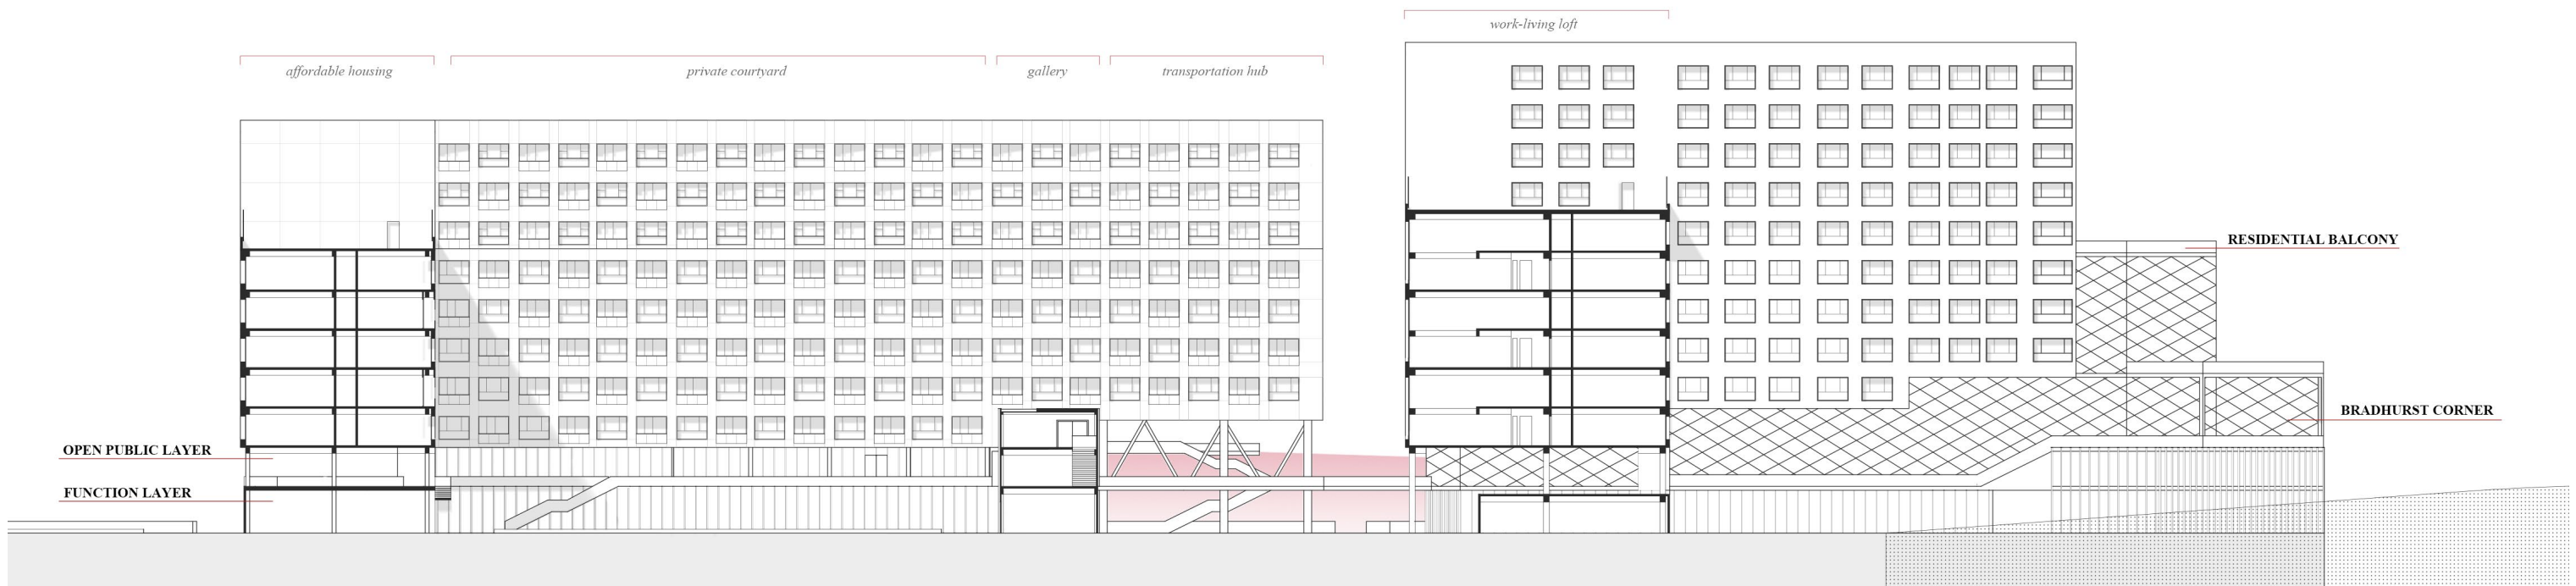 work-living loft
affordable housing
private courtyard
gallery
transportation hub
RESIDENTIAL BALCONY
BRADHURST CORNER
OPEN PUBLIC LAYER
FUNCTION LAYER